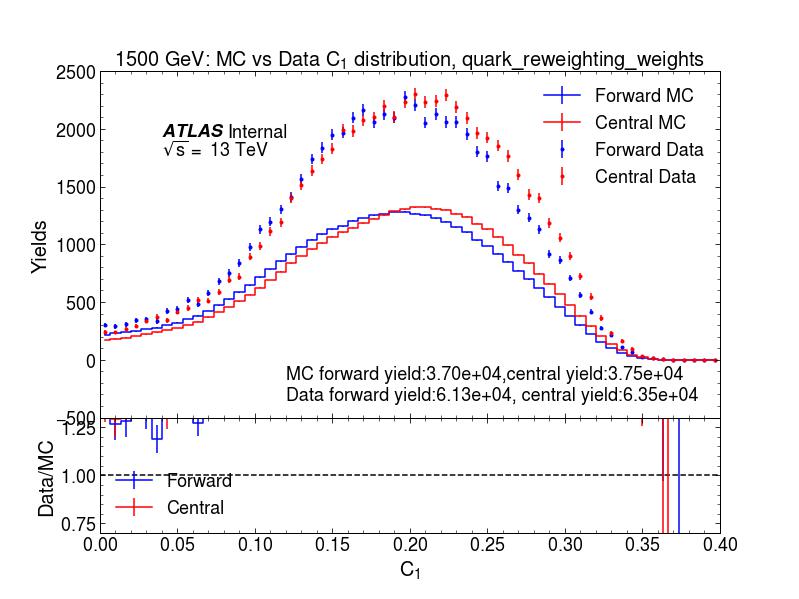 1500 GeV: MC vs Data C₁ distribution, quark_reweighting_weights
2500
2000
1500
1000
500
0
−500
Yields
ATLAS Internal
√s = 13 TeV
Forward MC
Central MC
Forward Data
Central Data
MC forward yield:3.70e+04,central yield:3.75e+04
Data forward yield:6.13e+04, central yield:6.35e+04
1.25
1.00
0.75
Data/MC
Forward
Central
0.00 0.05 0.10 0.15 0.20 0.25 0.30 0.35 0.40
C₁